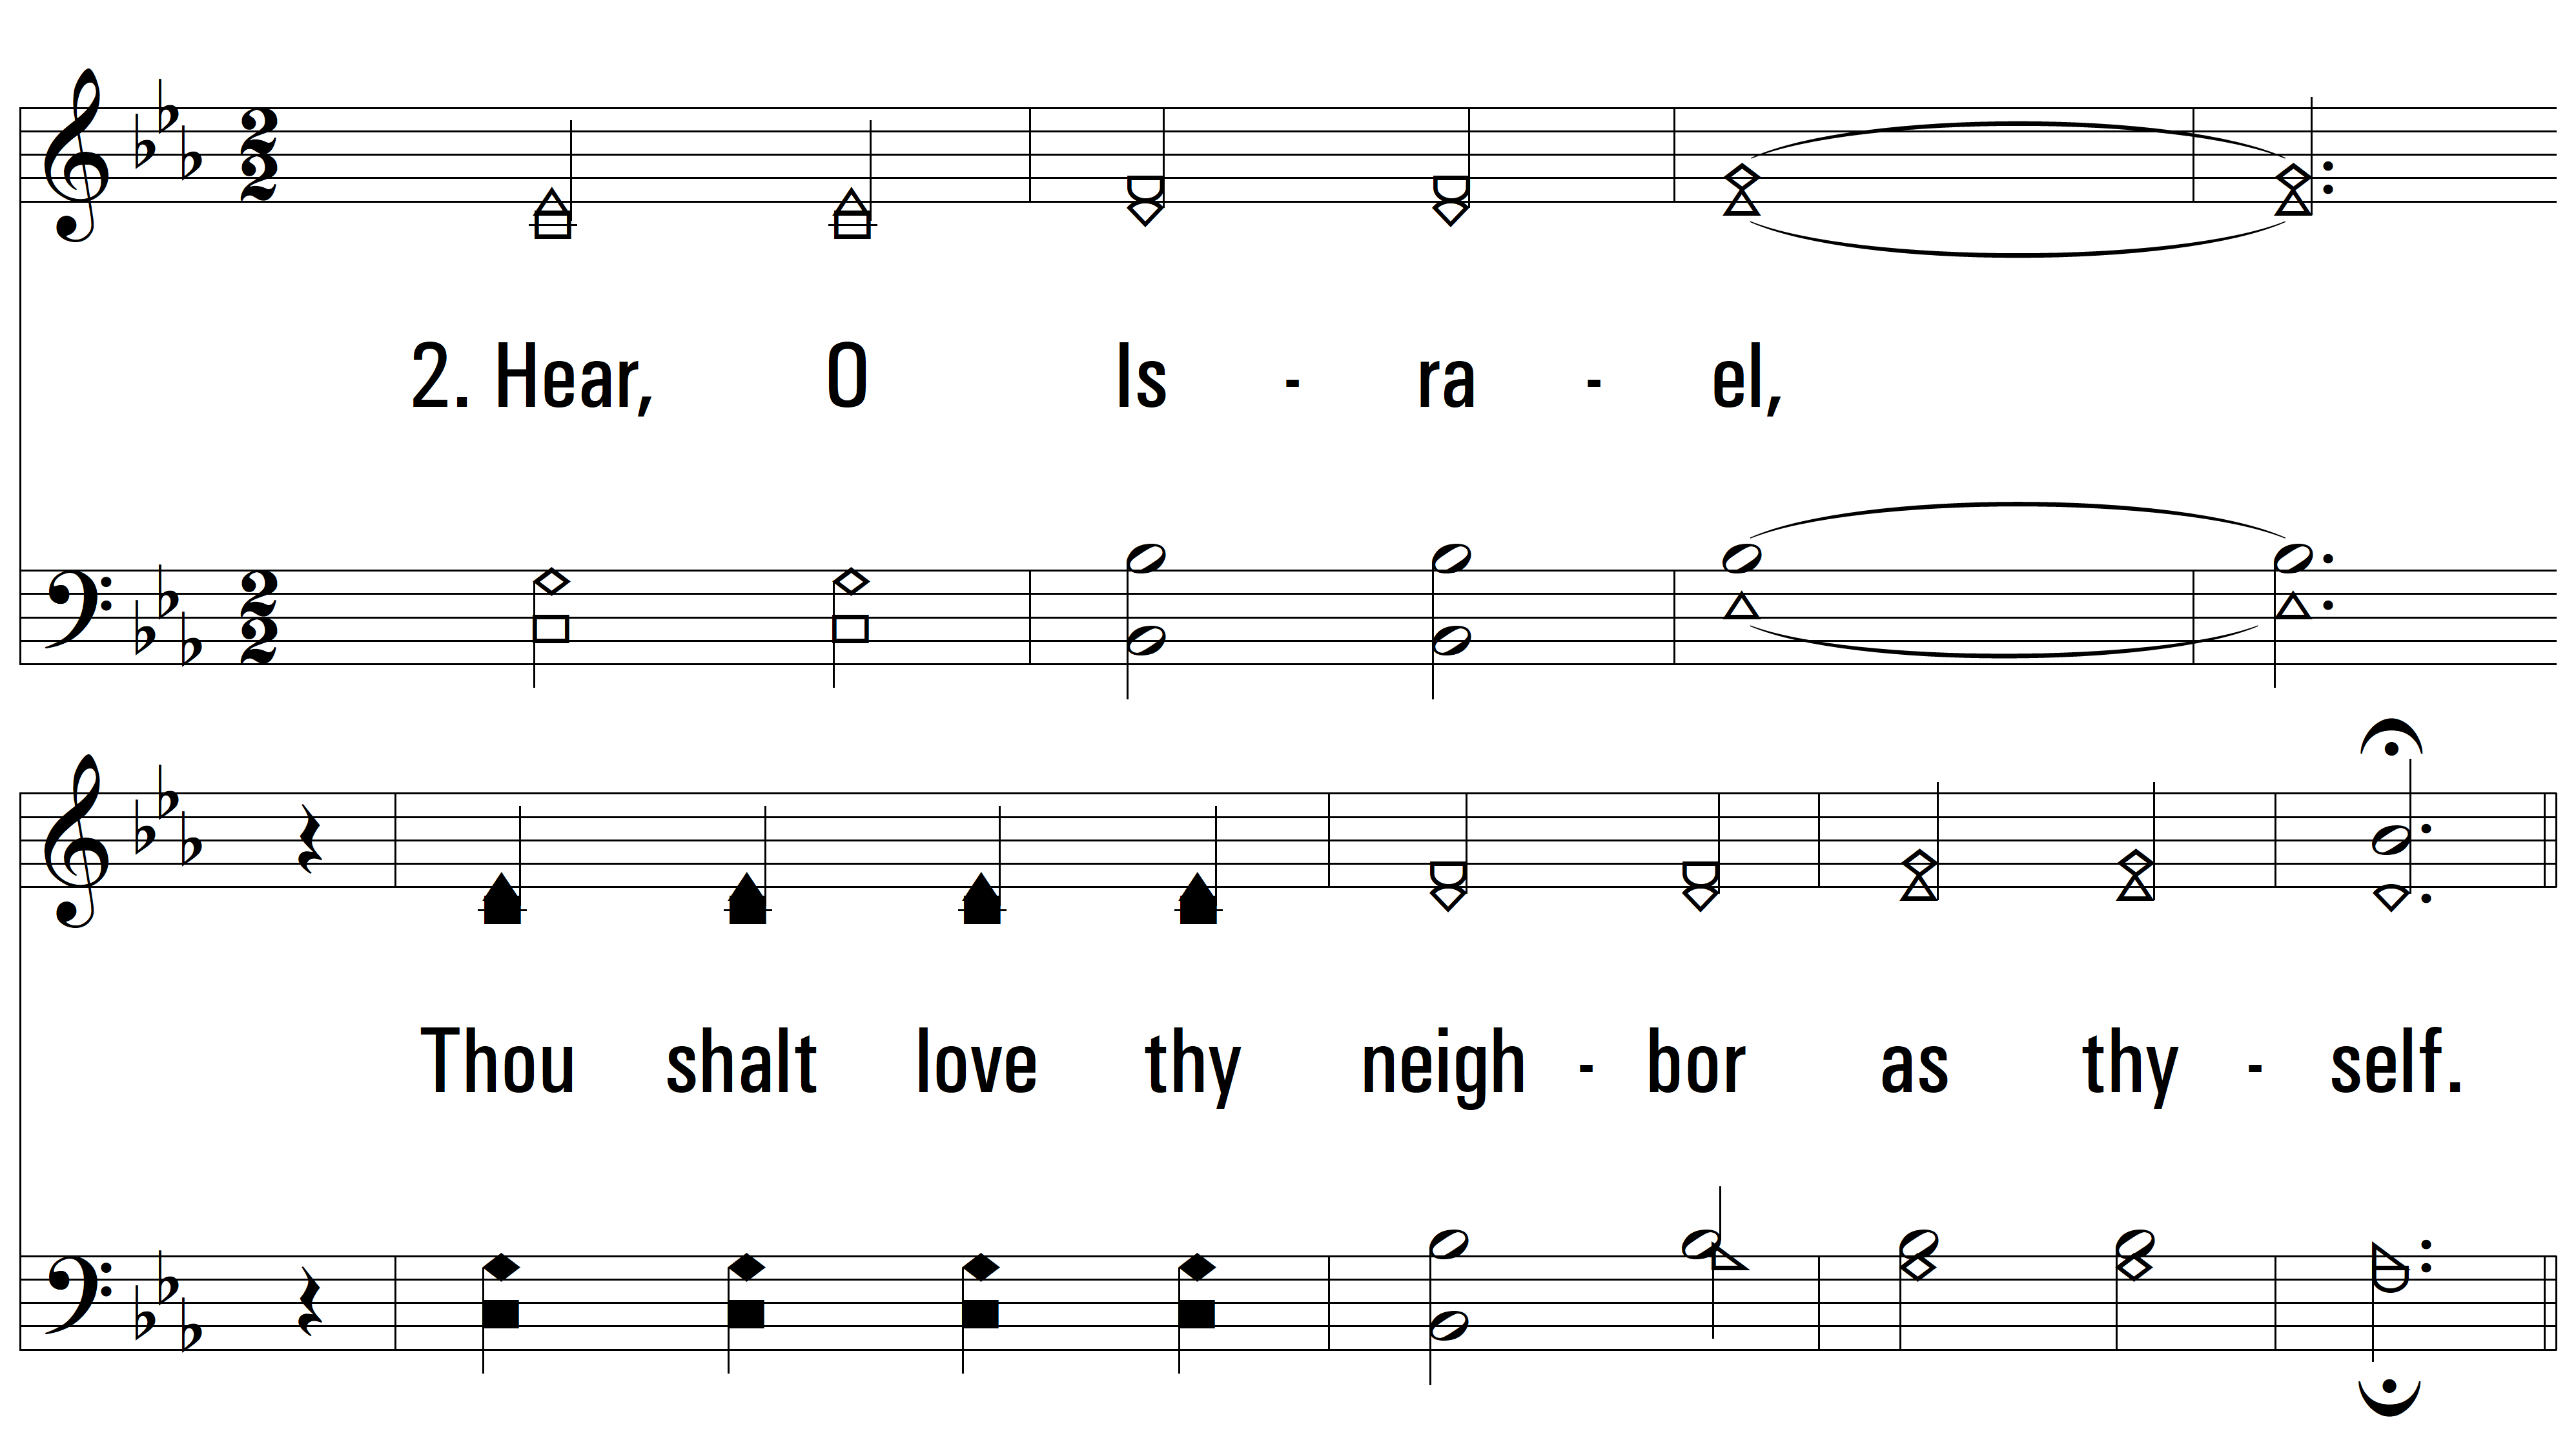 2. Hear, O Is - ra - el,
Thou shalt love thy neigh - bor as thy - self.